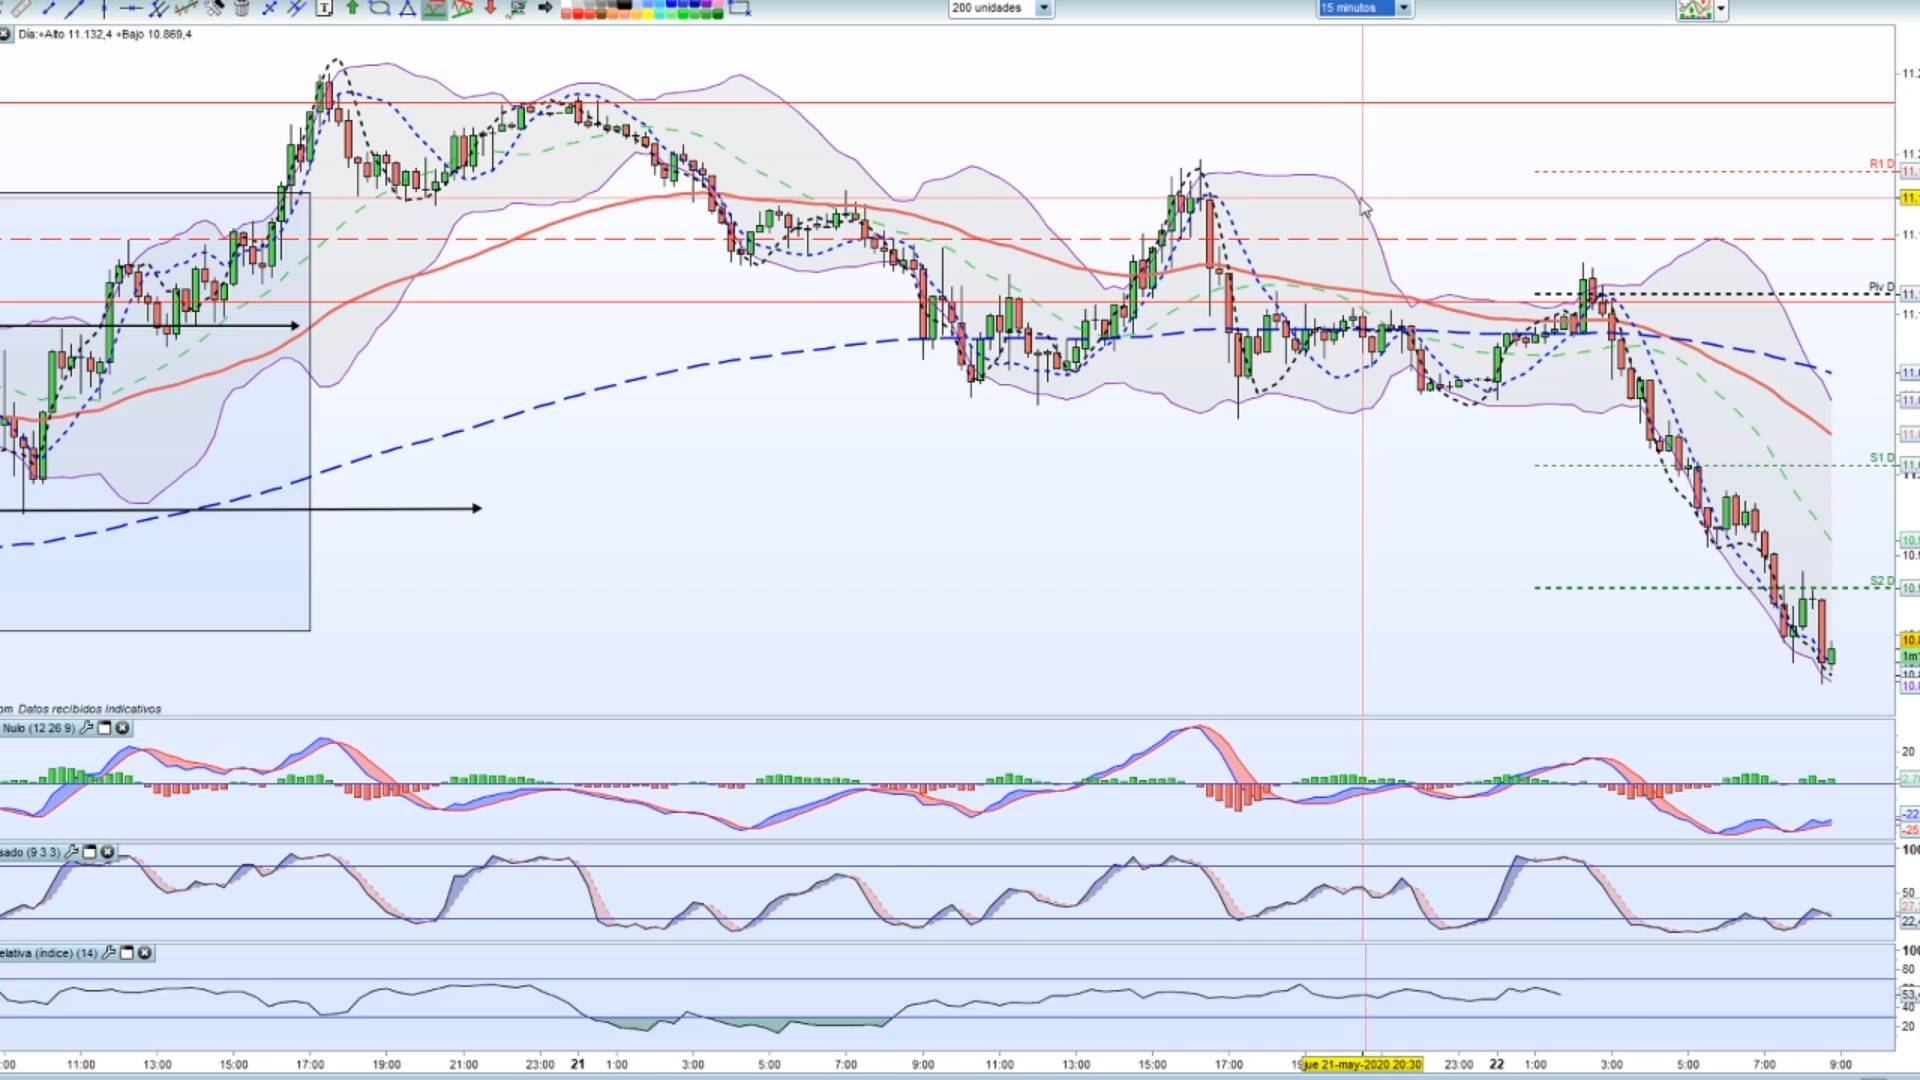 200 unidades
15 minutos
Día:+Alto 11.132,4 +Bajo 10.869,4
R1 D
Piv D
S1 D
S2 D
1m
Datos recibidos indicativos
Nulo (12 26 9)
20
-22
-25
(9 3 3)
100
50
(índice) (14)
100
80
40
20
11:00 13:00 15:00 17:00 19:00 21:00 23:00 21 1:00 3:00 5:00 7:00 9:00 11:00 13:00 15:00 17:00 jue 21-may-2020 20:30 23:00 22 1:00 3:00 5:00 7:00 9:00